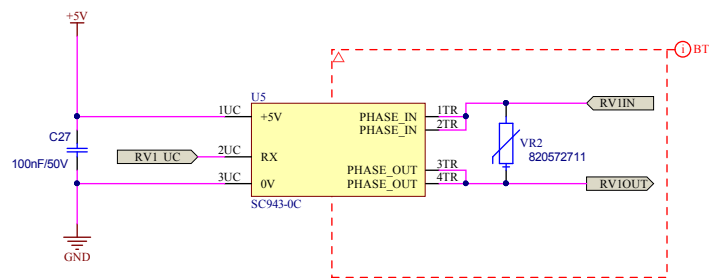 +5V
i BT
U5
1UC +5V PHASE_IN 1TR RV1IN
PHASE_IN 2TR
C27
100nF/50V
RV1_UC 2UC RX
VR2
820572711
PHASE_OUT 3TR
3UC 0V PHASE_OUT 4TR RV1OUT
SC943-0C
GND